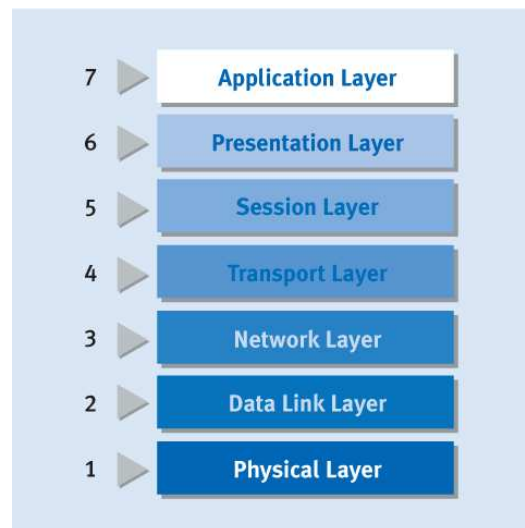 7 Application Layer
6 Presentation Layer
5 Session Layer
4 Transport Layer
3 Network Layer
2 Data Link Layer
1 Physical Layer